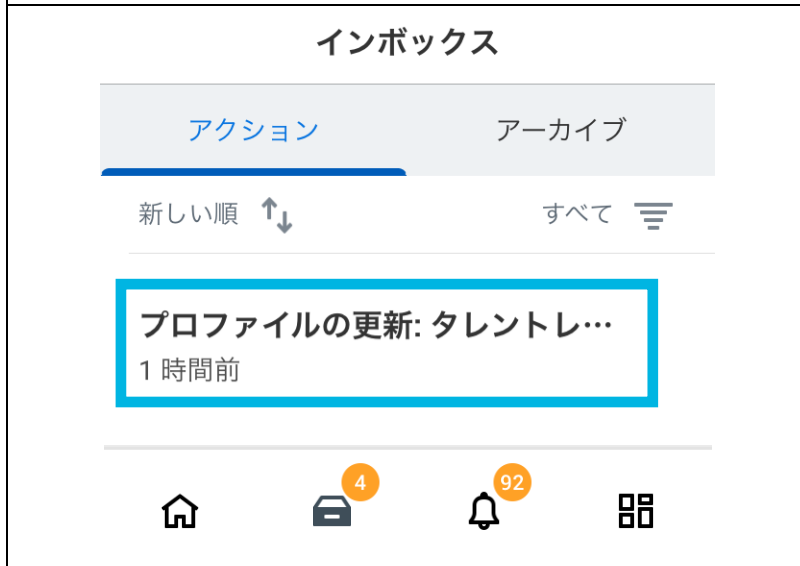 インボックス
アクション アーカイブ
新しい順 すべて
プロファイルの更新: タレントレ…
1 時間前
4 92